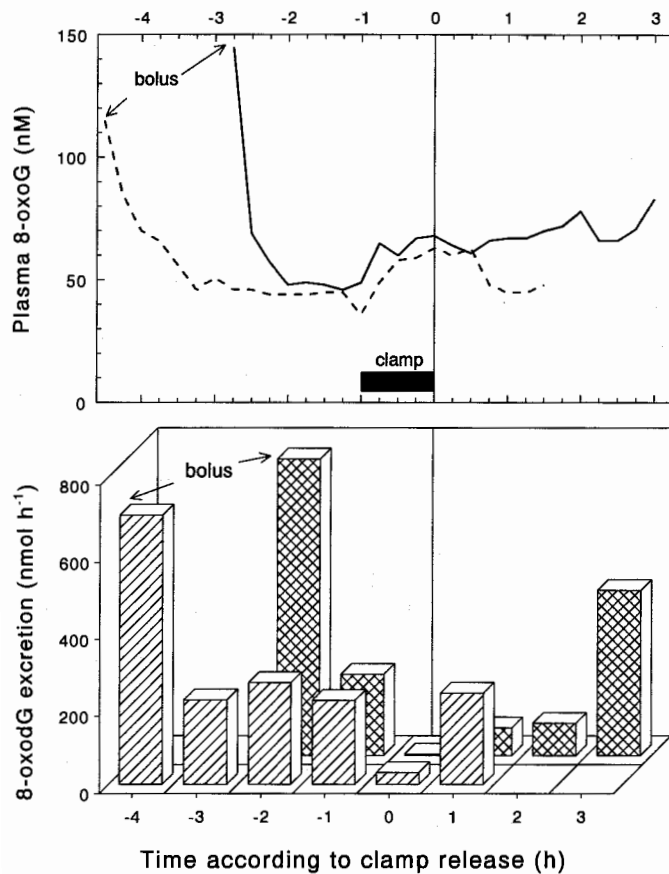 -4 -3 -2 -1 0 1 2 3
150
bolus
100
Plasma 8-oxoG (nM)
50
clamp
0
800
bolus
600
8-oxodG excretion (nmol h⁻¹)
400
200
0
-4 -3 -2 -1 0 1 2 3
Time according to clamp release (h)